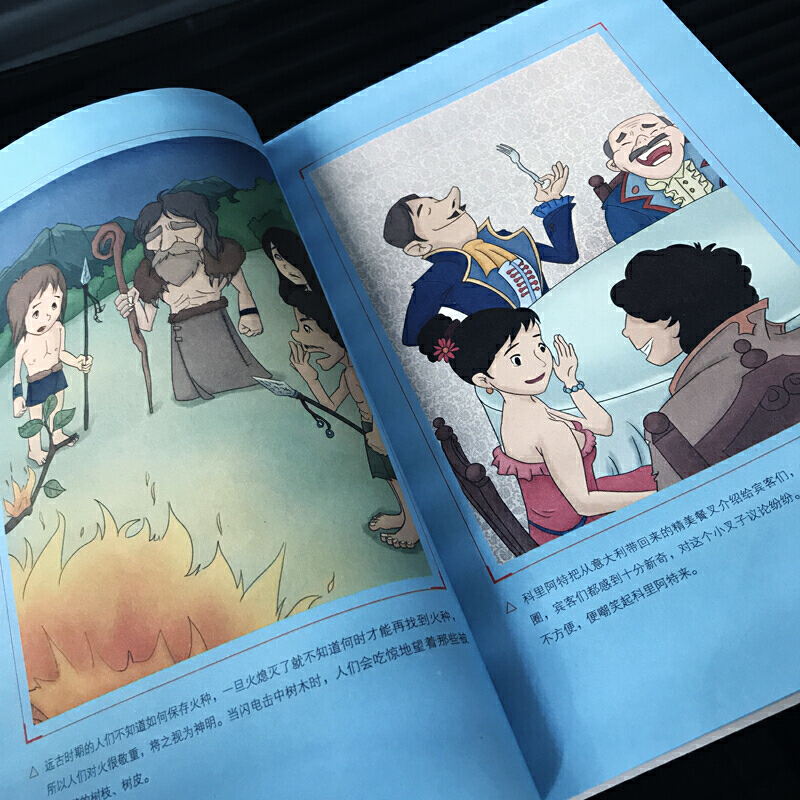 △ 远古时期的人们不知道如何保存火种，一旦火熄灭了就不知道何时才能再找到火种，
所以人们对火很敬重，将之视为神明。当闪电击中树木时，人们会吃惊地望着那些被
的树枝、树皮。
△ 科里阿特把从意大利带回来的精美餐叉介绍给宾客们，
圈，宾客们都感到十分新奇，对这个小叉子议论纷纷。
不方便，便嘲笑起科里阿特来。